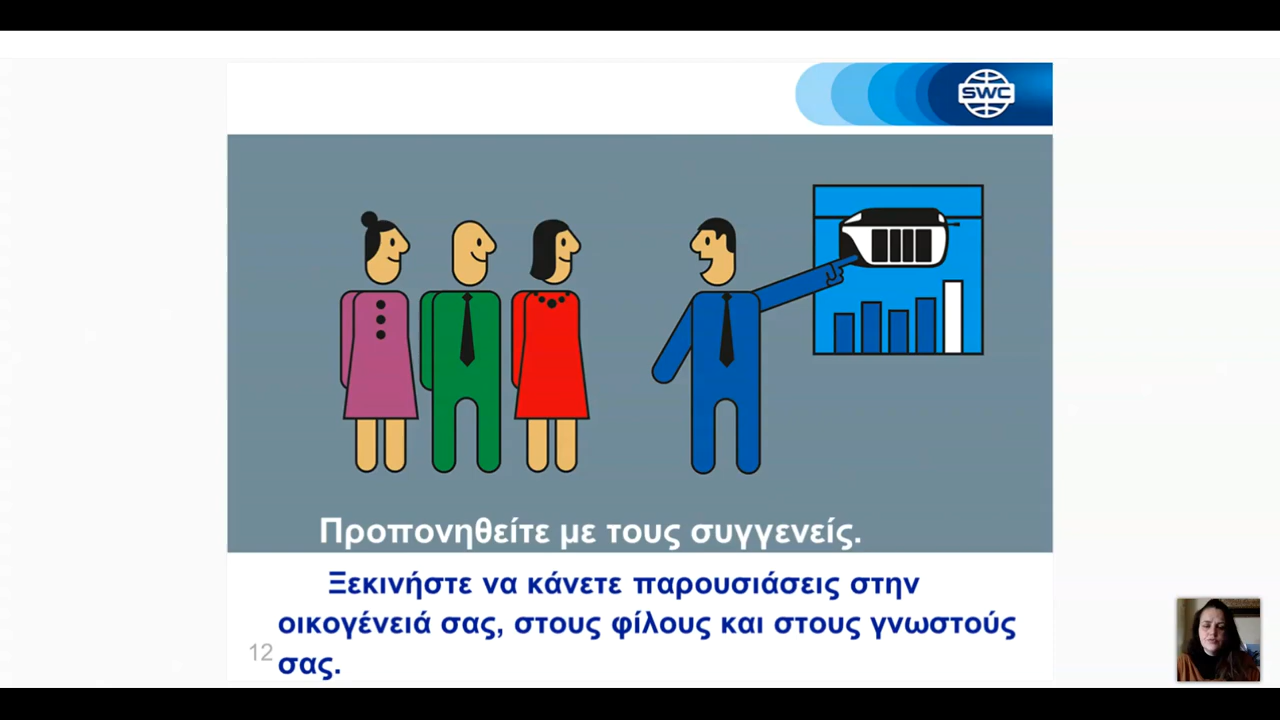 SWC
Προπονηθείτε με τους συγγενείς.
Ξεκινήστε να κάνετε παρουσιάσεις στην
οικογένειά σας, στους φίλους και στους γνωστούς
σας.
12